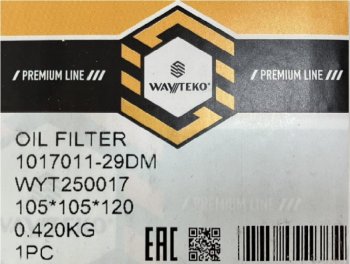 / PREMIUM LINE ///
WAYTEKO®
/ PREMIUM LINE ///
OIL FILTER
1017011-29DM
WYT250017
105*105*120
0.420KG
1PC
EAC